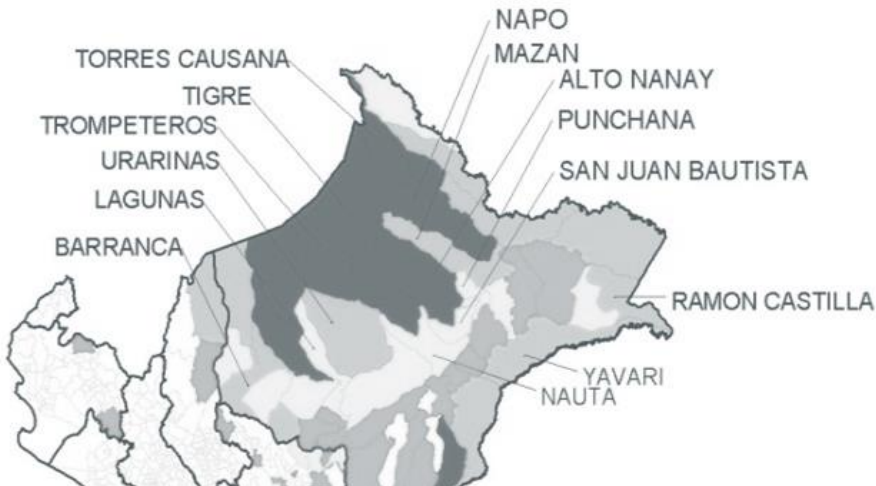 NAPO
MAZAN
TORRES CAUSANA
ALTO NANAY
TIGRE
PUNCHANA
TROMPETEROS
URARINAS
SAN JUAN BAUTISTA
LAGUNAS
BARRANCA
RAMON CASTILLA
YAVARI
NAUTA